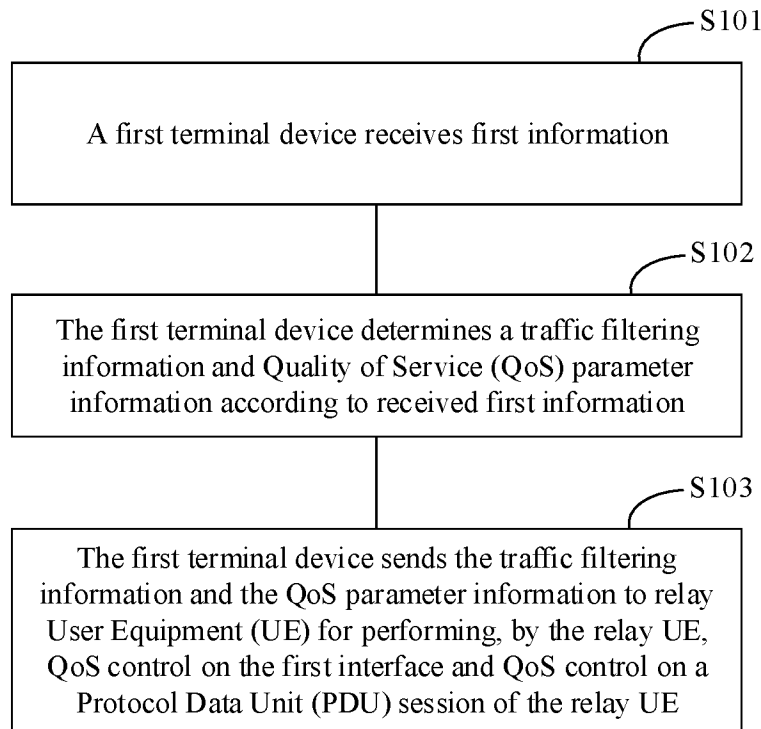 S101
A first terminal device receives first information
S102
The first terminal device determines a traffic filtering
information and Quality of Service (QoS) parameter
information according to received first information
S103
The first terminal device sends the traffic filtering
information and the QoS parameter information to relay
User Equipment (UE) for performing, by the relay UE,
QoS control on the first interface and QoS control on a
Protocol Data Unit (PDU) session of the relay UE